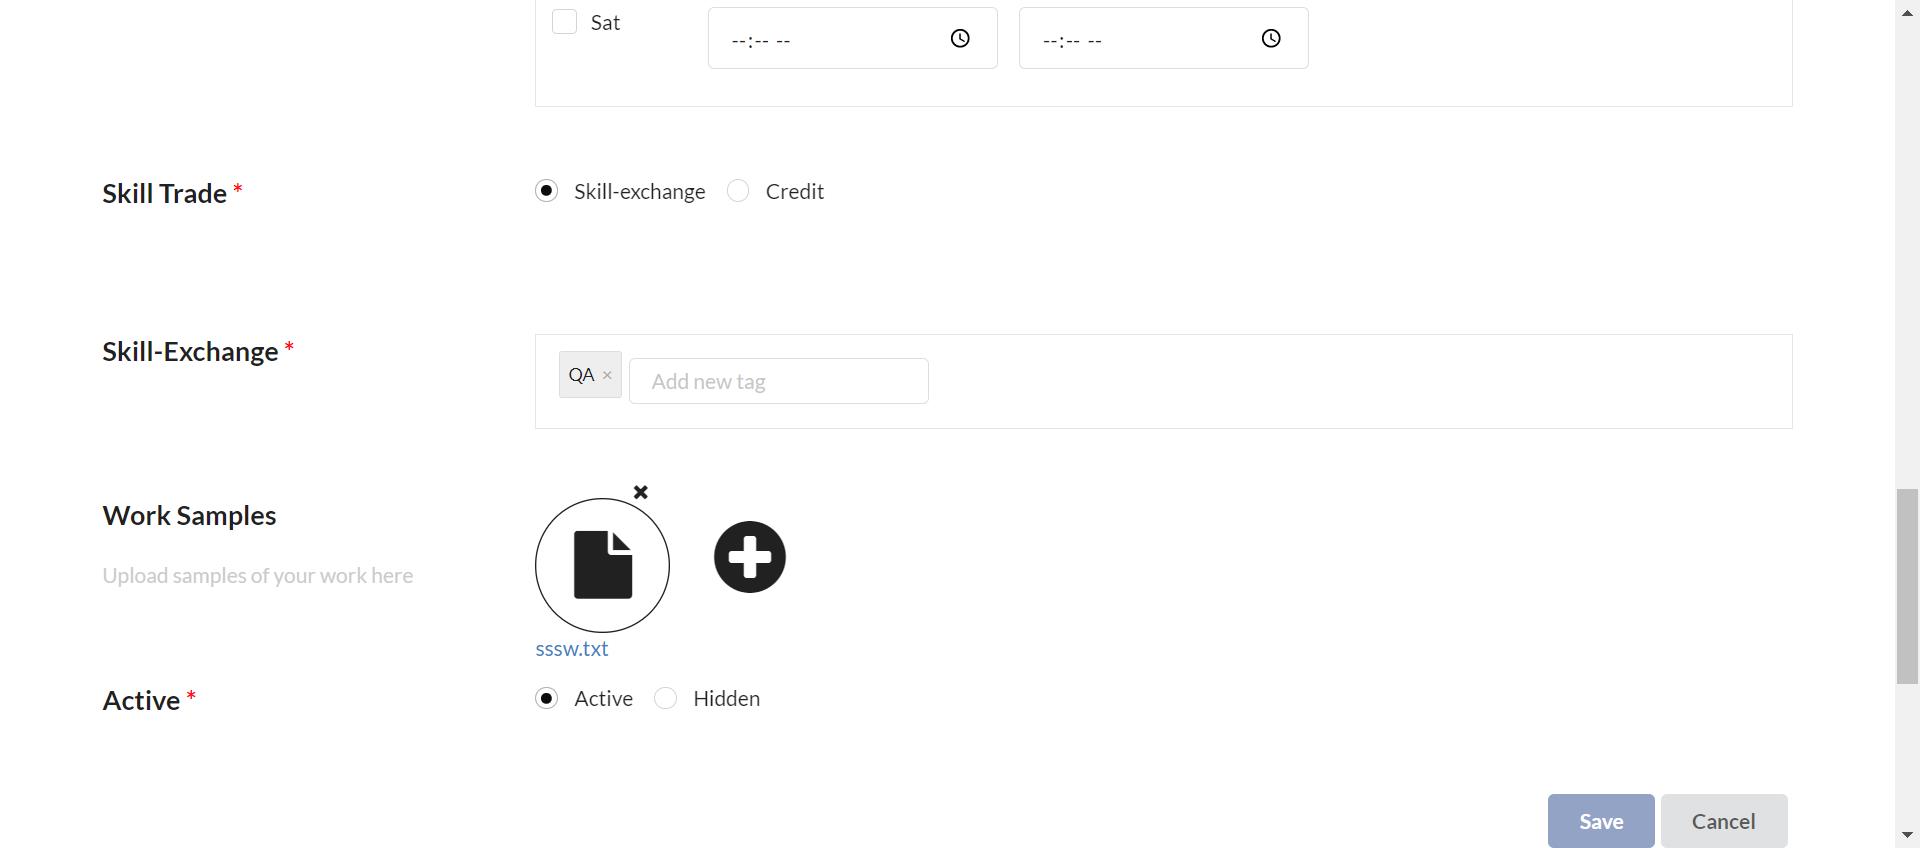 Sat --:-- -- --:-- --
Skill Trade * Skill-exchange Credit
Skill-Exchange * QA × Add new tag
Work Samples
Upload samples of your work here
sssw.txt
Active * Active Hidden
Save Cancel